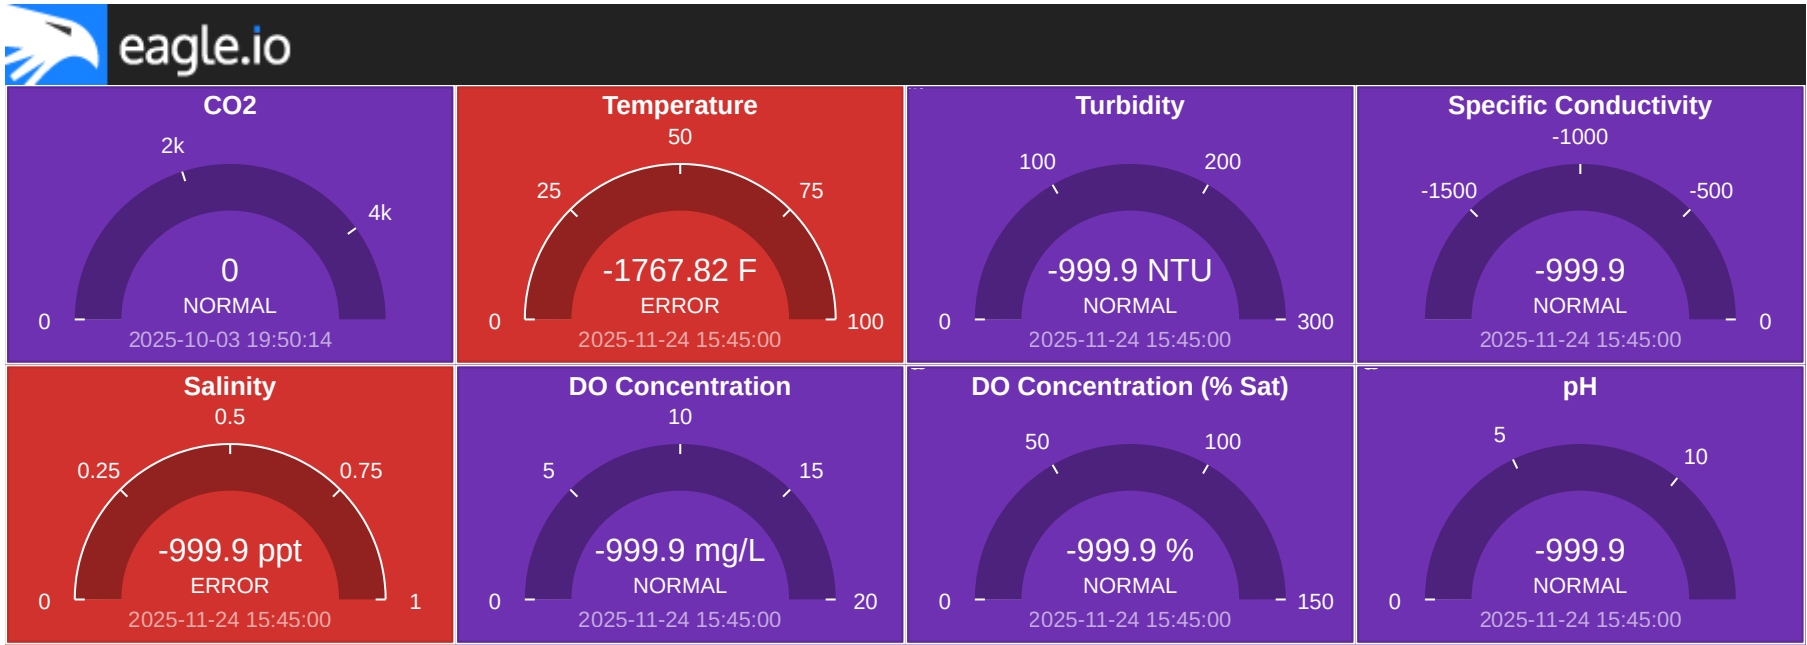 eagle.io
CO2
2k
4k
0
NORMAL
0
2025-10-03 19:50:14
Temperature
50
25
75
-1767.82 F
ERROR
0
100
2025-11-24 15:45:00
Turbidity
100
200
-999.9 NTU
NORMAL
0
300
2025-11-24 15:45:00
Specific Conductivity
-1000
-1500
-500
-999.9
NORMAL
0
2025-11-24 15:45:00
Salinity
0.5
0.25
0.75
-999.9 ppt
ERROR
0
1
2025-11-24 15:45:00
DO Concentration
10
5
15
-999.9 mg/L
NORMAL
0
20
2025-11-24 15:45:00
DO Concentration (% Sat)
50
100
-999.9 %
NORMAL
0
150
2025-11-24 15:45:00
pH
5
10
-999.9
NORMAL
0
2025-11-24 15:45:00